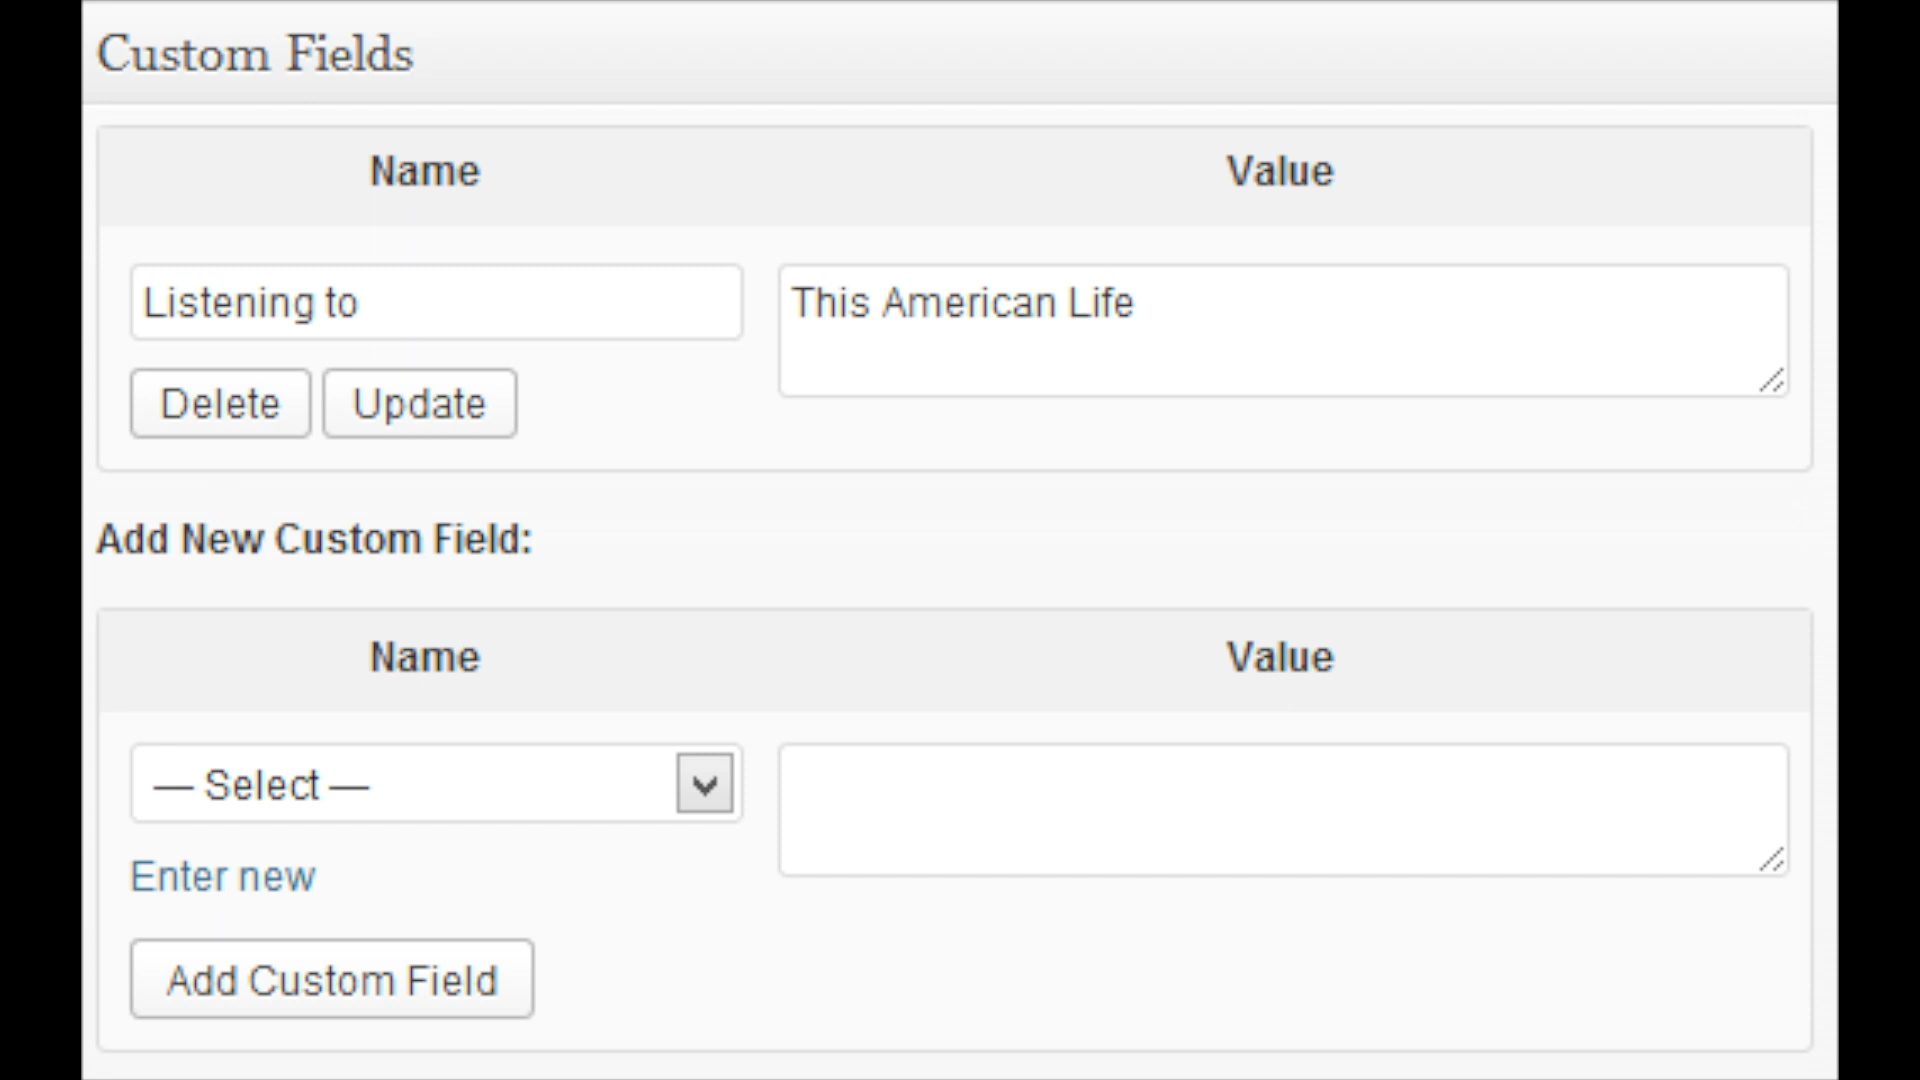 Custom Fields
Name Value
Listening to This American Life
Delete Update
Add New Custom Field:
Name Value
— Select —
Enter new
Add Custom Field